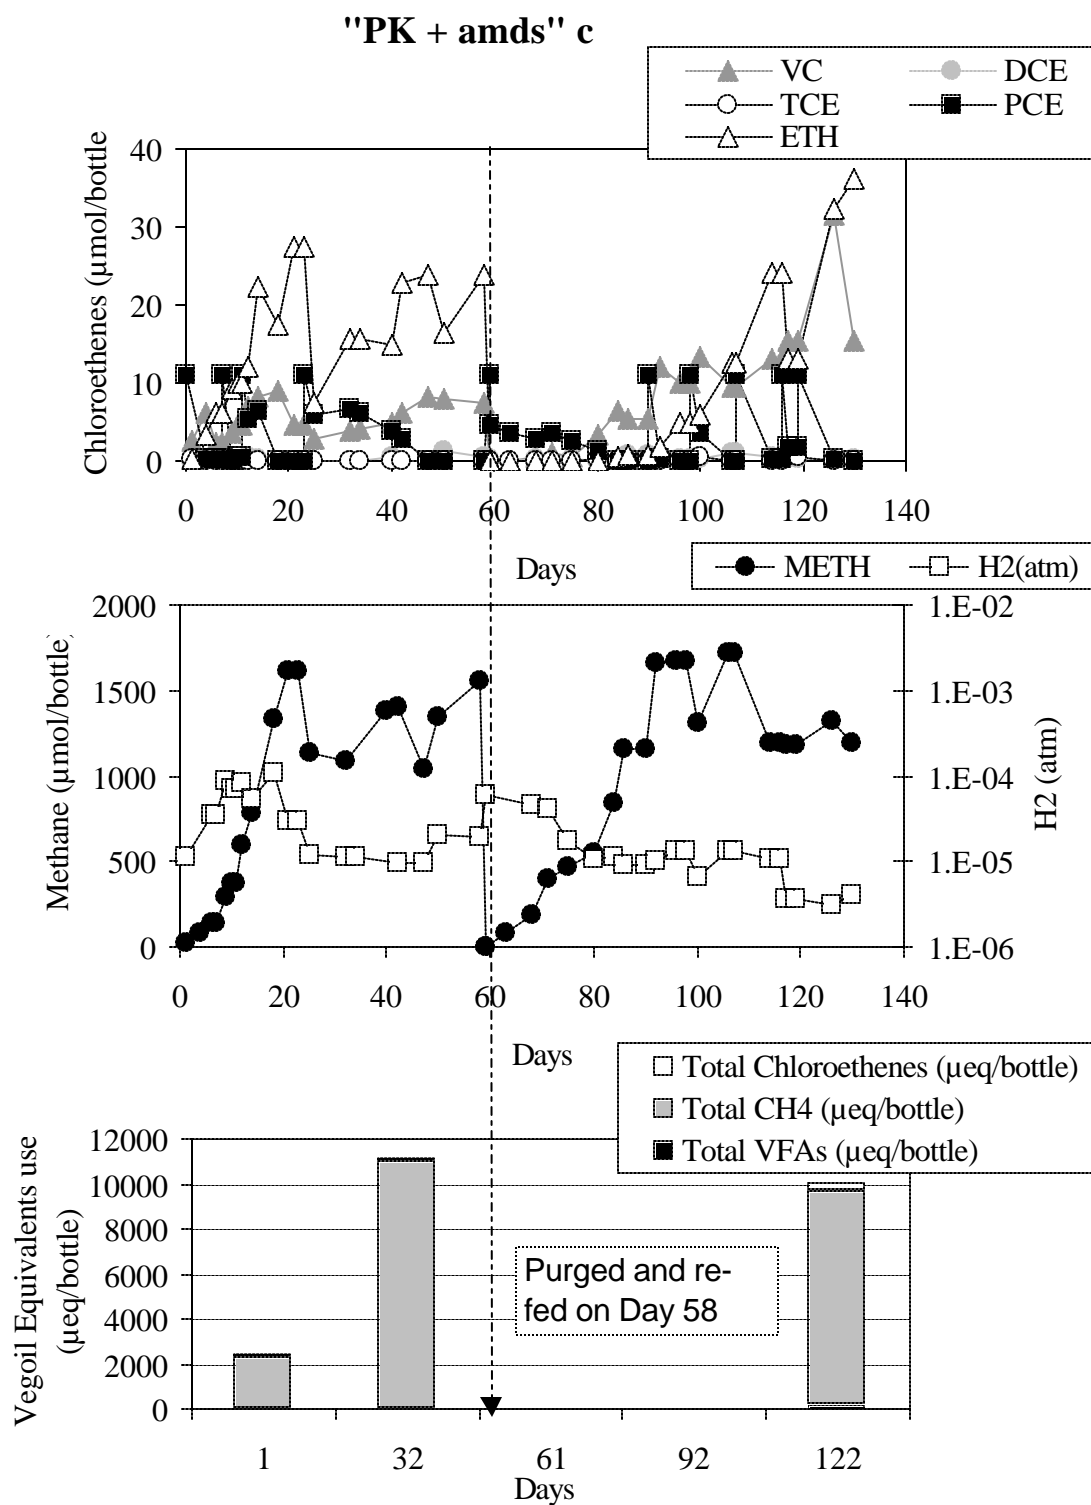 "PK + amds" c
VC DCE
TCE PCE
ETH
Chloroethenes (µmol/bottle
40
30
20
10
0
0 20 40 60 80 100 120 140
Days
METH H2(atm)
Methane (µmol/bottle)
2000
1500
1000
500
0
1.E-02
1.E-03
1.E-04
1.E-05
1.E-06
H2 (atm)
0 20 40 60 80 100 120 140
Days
Total Chloroethenes (µeq/bottle)
Total CH4 (µeq/bottle)
Total VFAs (µeq/bottle)
Vegoil Equivalents use
(µeq/bottle)
12000
10000
8000
6000
4000
2000
0
Purged and re-
fed on Day 58
1 32 61 92 122
Days